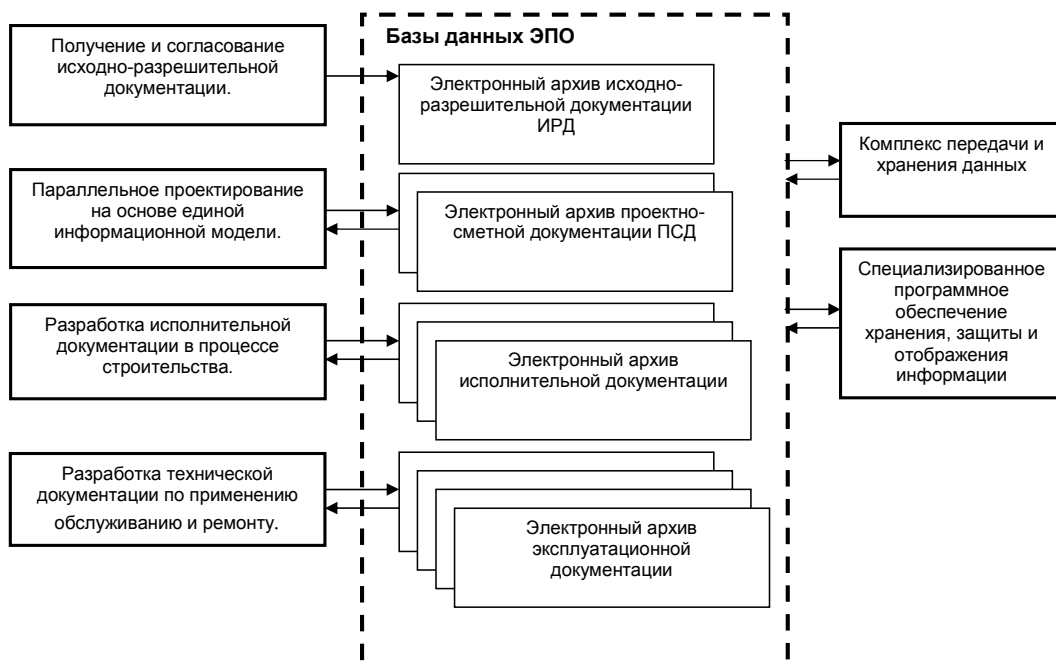 Базы данных ЭПО
Получение и согласование
исходно-разрешительной
документации.
Электронный архив исходно-
разрешительной документации
ИРД
Параллельное проектирование
на основе единой
информационной модели.
Электронный архив проектно-
сметной документации ПСД
Разработка исполнительной
документации в процессе
строительства.
Электронный архив
исполнительной документации
Разработка технической
документации по применению
обслуживанию и ремонту.
Электронный архив
эксплуатационной
документации
Комплекс передачи и
хранения данных
Специализированное
программное
обеспечение
хранения, защиты и
отображения
информации